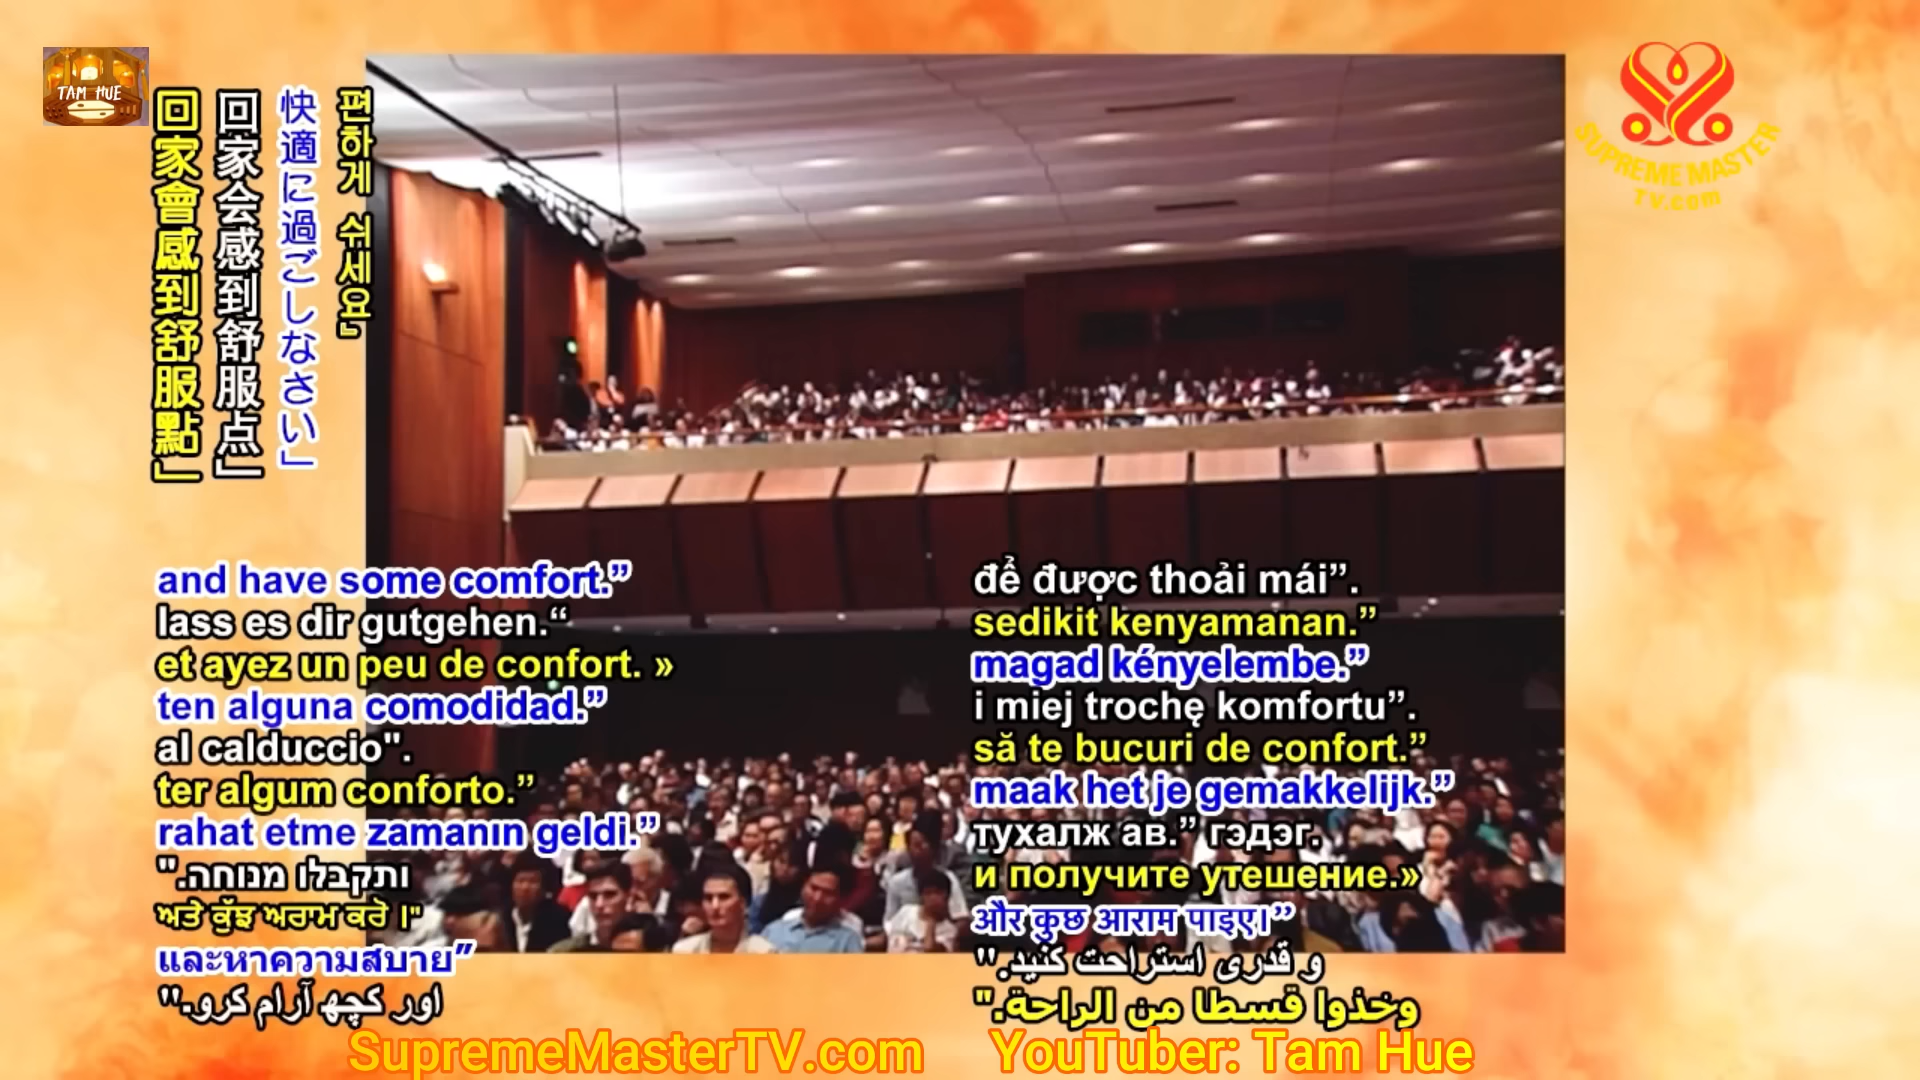 TAM HUE
SUPREME MASTER
TV.com
편하게 쉬세요』
快適に過ごしなさい」
回家会感到舒服点」
回家會感到舒服點」
and have some comfort.”
lass es dir gutgehen.“
et ayez un peu de confort. »
ten alguna comodidad.”
al calduccio".
ter algum conforto.”
rahat etme zamanın geldi.”
ותקבלו מנוחה."
ਅਤੇ ਕੁੱਝ ਅਰਾਮ ਕਰੋ।"
และหาความสบาย”
اور کچھ آرام کرو."
để được thoải mái”.
sedikit kenyamanan.”
magad kényelembe.”
i miej trochę komfortu”.
să te bucuri de confort.”
maak het je gemakkelijk.”
тухалж ав.” гэдэг.
и получите утешение.»
और कुछ आराम पाइए।”
و قدری استراحت کنید."
وخذوا قسطا من الراحة."
SupremeMasterTV.com YouTuber: Tam Hue